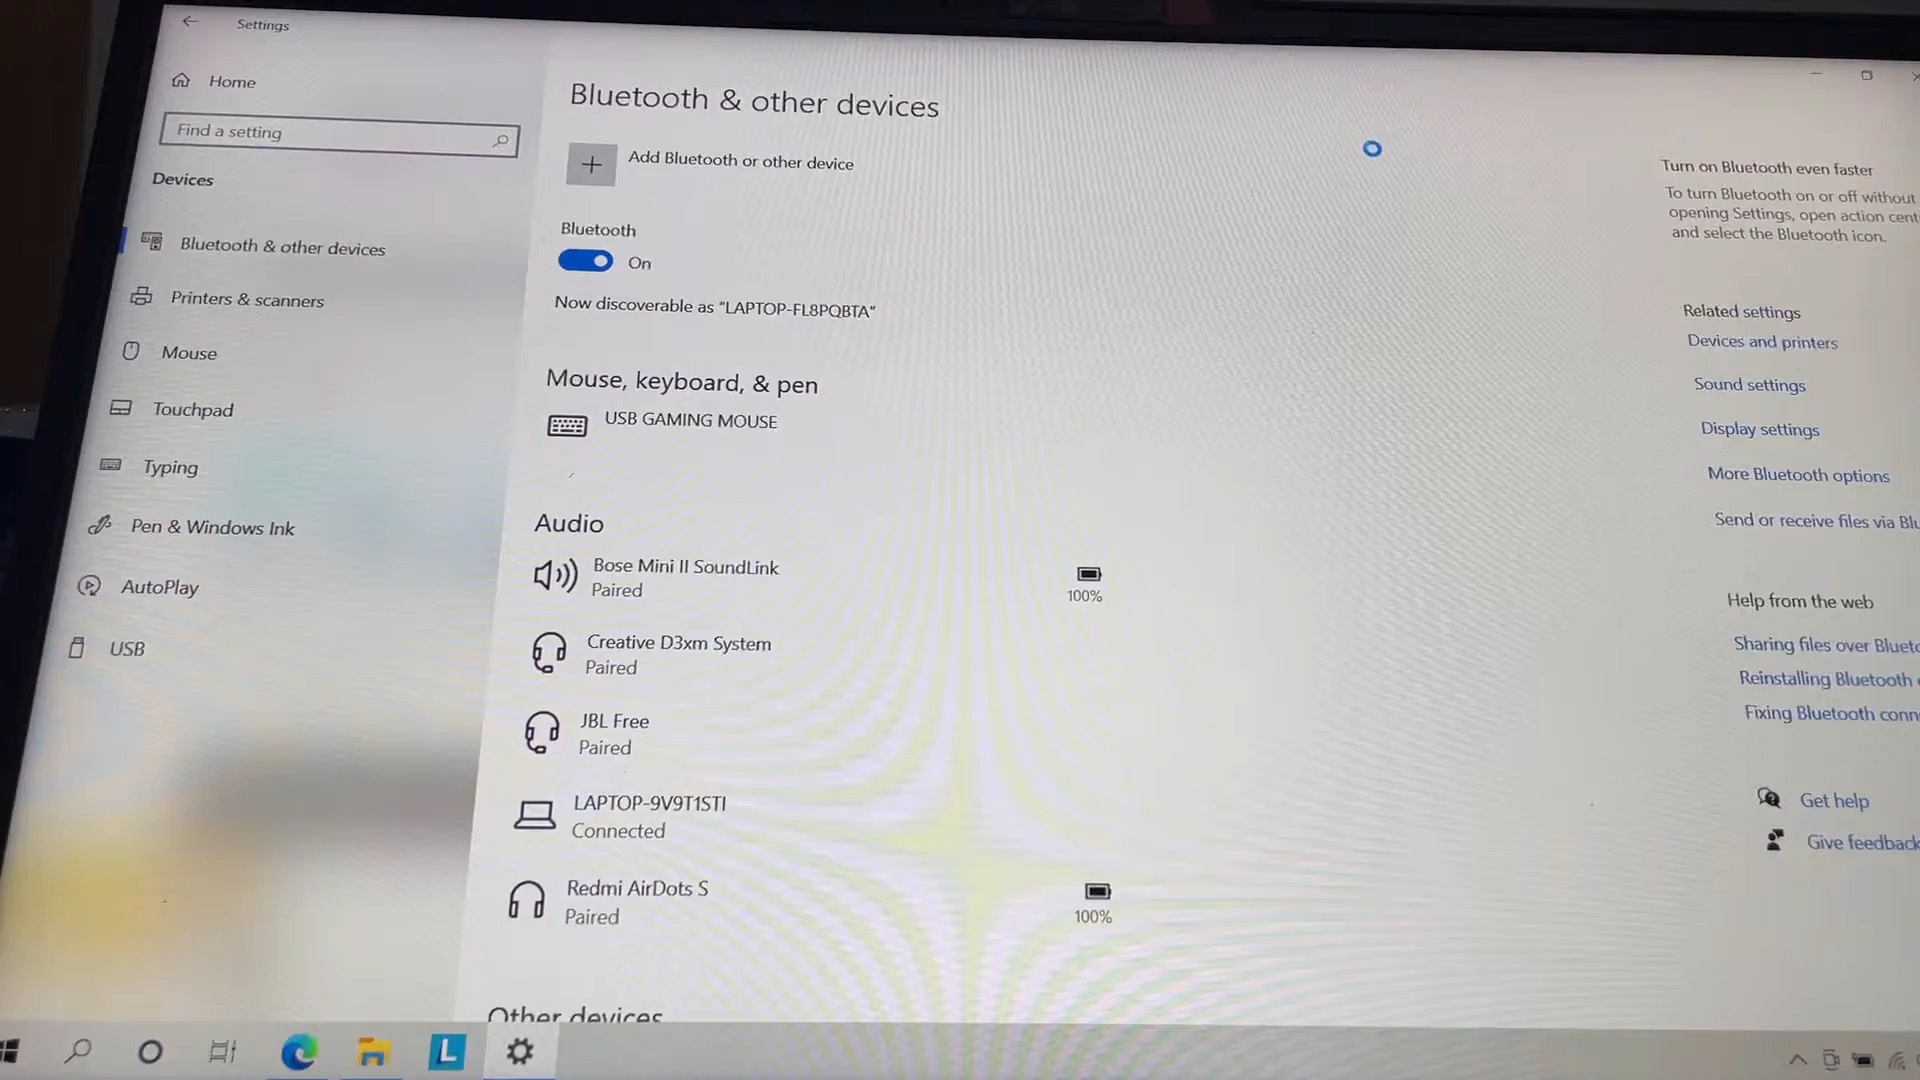 Settings
Home
Find a setting
Devices
Bluetooth & other devices
Printers & scanners
Mouse
Touchpad
Typing
Pen & Windows Ink
AutoPlay
USB
Bluetooth & other devices
Add Bluetooth or other device
Bluetooth
On
Now discoverable as "LAPTOP-FL8PQBTA"
Mouse, keyboard, & pen
USB GAMING MOUSE
Audio
Bose Mini II SoundLink
Paired
100%
Creative D3xm System
Paired
JBL Free
Paired
LAPTOP-9V9T1STI
Connected
Redmi AirDots S
Paired
100%
Other devices
Turn on Bluetooth even faster
To turn Bluetooth on or off without
opening Settings, open action cent
and select the Bluetooth icon.
Related settings
Devices and printers
Sound settings
Display settings
More Bluetooth options
Send or receive files via Blu
Help from the web
Sharing files over Blueto
Reinstalling Bluetooth
Fixing Bluetooth conn
Get help
Give feedback
L